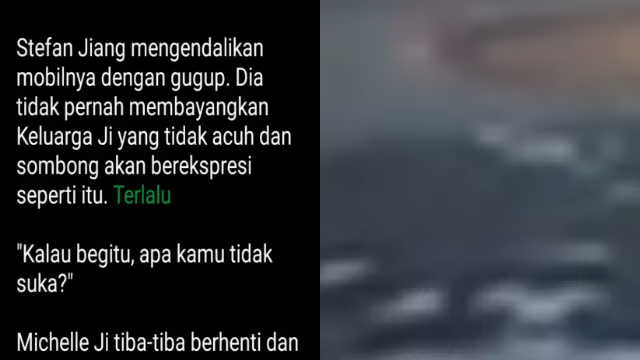 Stefan Jiang mengendalikan
mobilnya dengan gugup. Dia
tidak pernah membayangkan
Keluarga Ji yang tidak acuh dan
sombong akan berekspresi
seperti itu. Terlalu
"Kalau begitu, apa kamu tidak
suka?"
Michelle Ji tiba-tiba berhenti dan